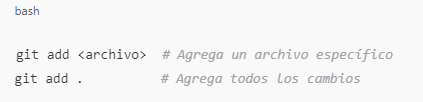 bash
git add <archivo>  # Agrega un archivo específico
git add .          # Agrega todos los cambios